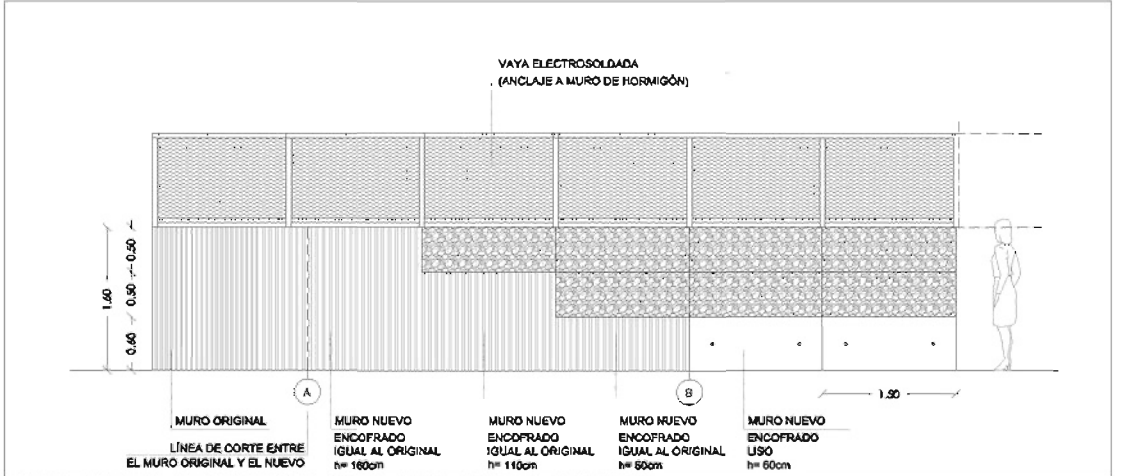 VAYA ELECTROSOLDADA
(ANCLAJE A MURO DE HORMIGÓN)
0.50
0.50
0.60
1.60
A
B
1.50
MURO ORIGINAL
LÍNEA DE CORTE ENTRE
EL MURO ORIGINAL Y EL NUEVO
MURO NUEVO
ENCOFRADO
IGUAL AL ORIGINAL
h= 160cm
MURO NUEVO
ENCOFRADO
IGUAL AL ORIGINAL
h= 110cm
MURO NUEVO
ENCOFRADO
IGUAL AL ORIGINAL
h= 60cm
MURO NUEVO
ENCOFRADO
LISO
h= 60cm